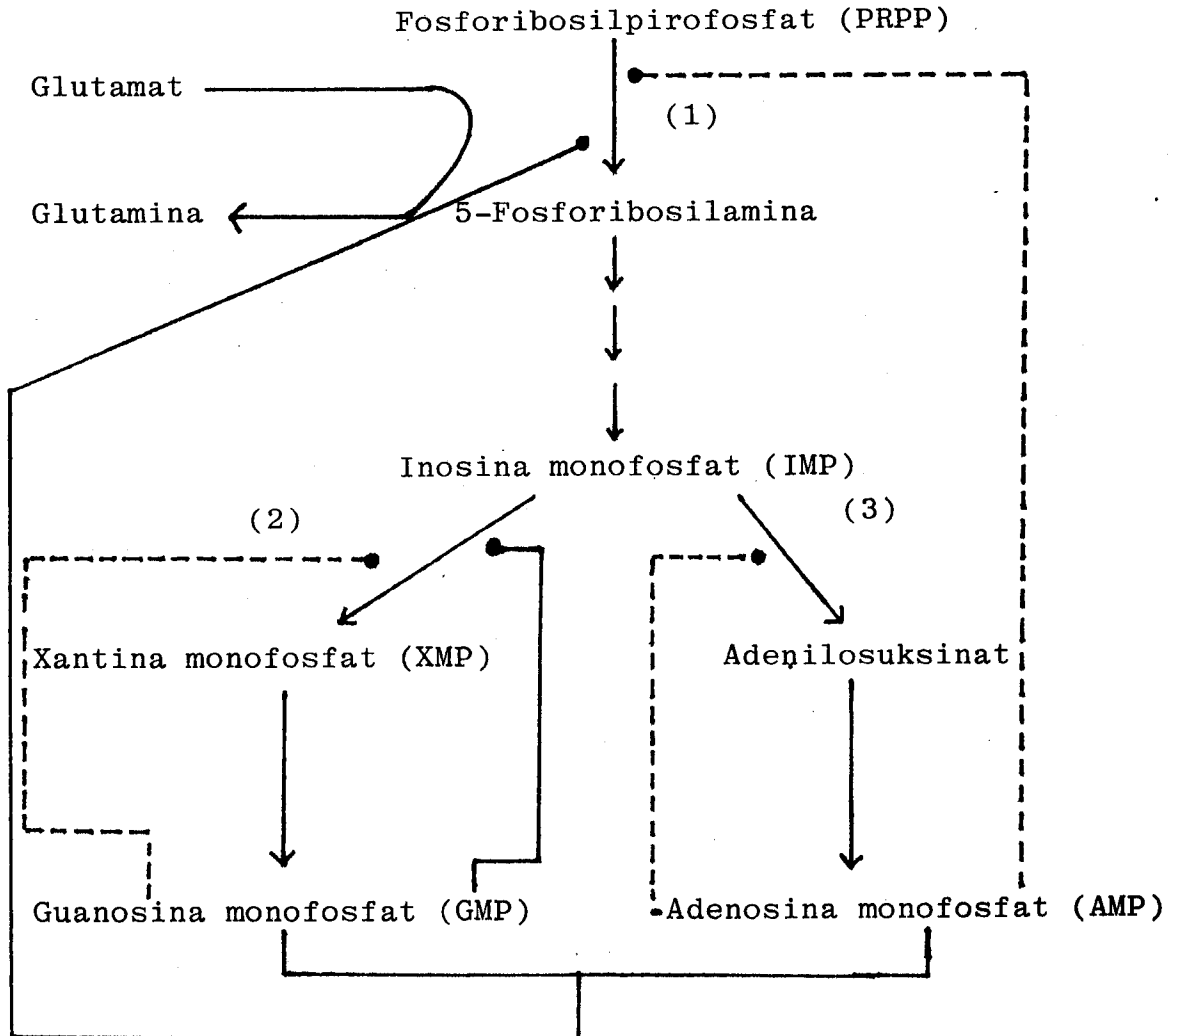 Fosforibosilpirofosfat (PRPP)
Glutamat
(1)
Glutamina
5-Fosforibosilamina
Inosina monofosfat (IMP)
(2)
(3)
Xantina monofosfat (XMP)
Adenilosuksinat
Guanosina monofosfat (GMP)
Adenosina monofosfat (AMP)